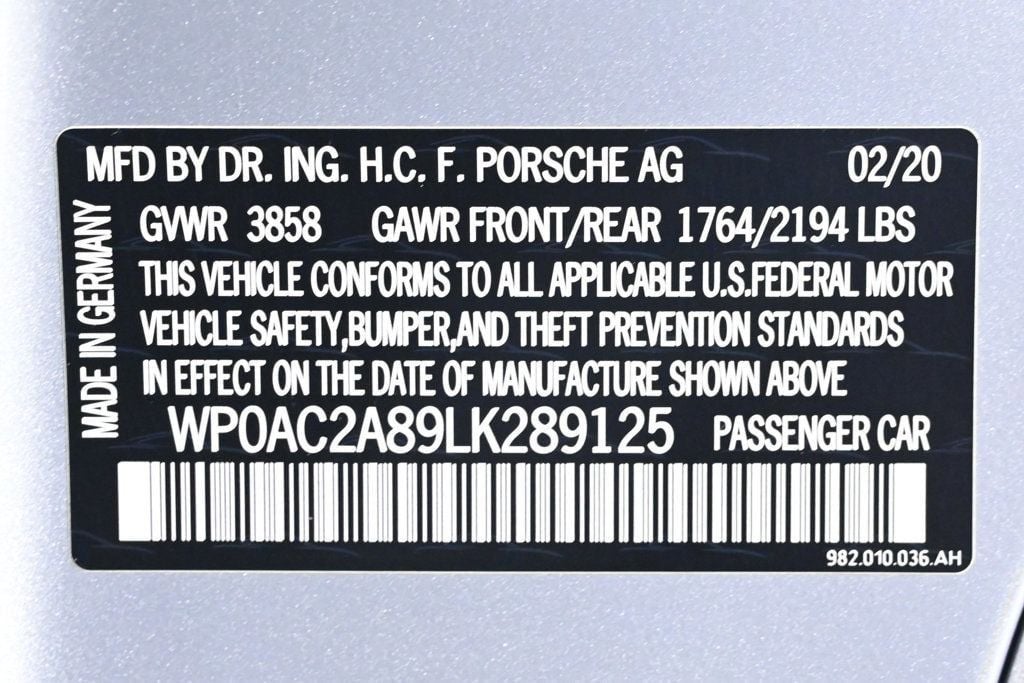 MFD BY DR. ING. H.C. F. PORSCHE AG 02/20
GVWR 3858 GAWR FRONT/REAR 1764/2194 LBS
THIS VEHICLE CONFORMS TO ALL APPLICABLE U.S.FEDERAL MOTOR
VEHICLE SAFETY,BUMPER,AND THEFT PREVENTION STANDARDS
IN EFFECT ON THE DATE OF MANUFACTURE SHOWN ABOVE
WP0AC2A89LK289125 PASSENGER CAR
982.010.036.AH
MADE IN GERMANY